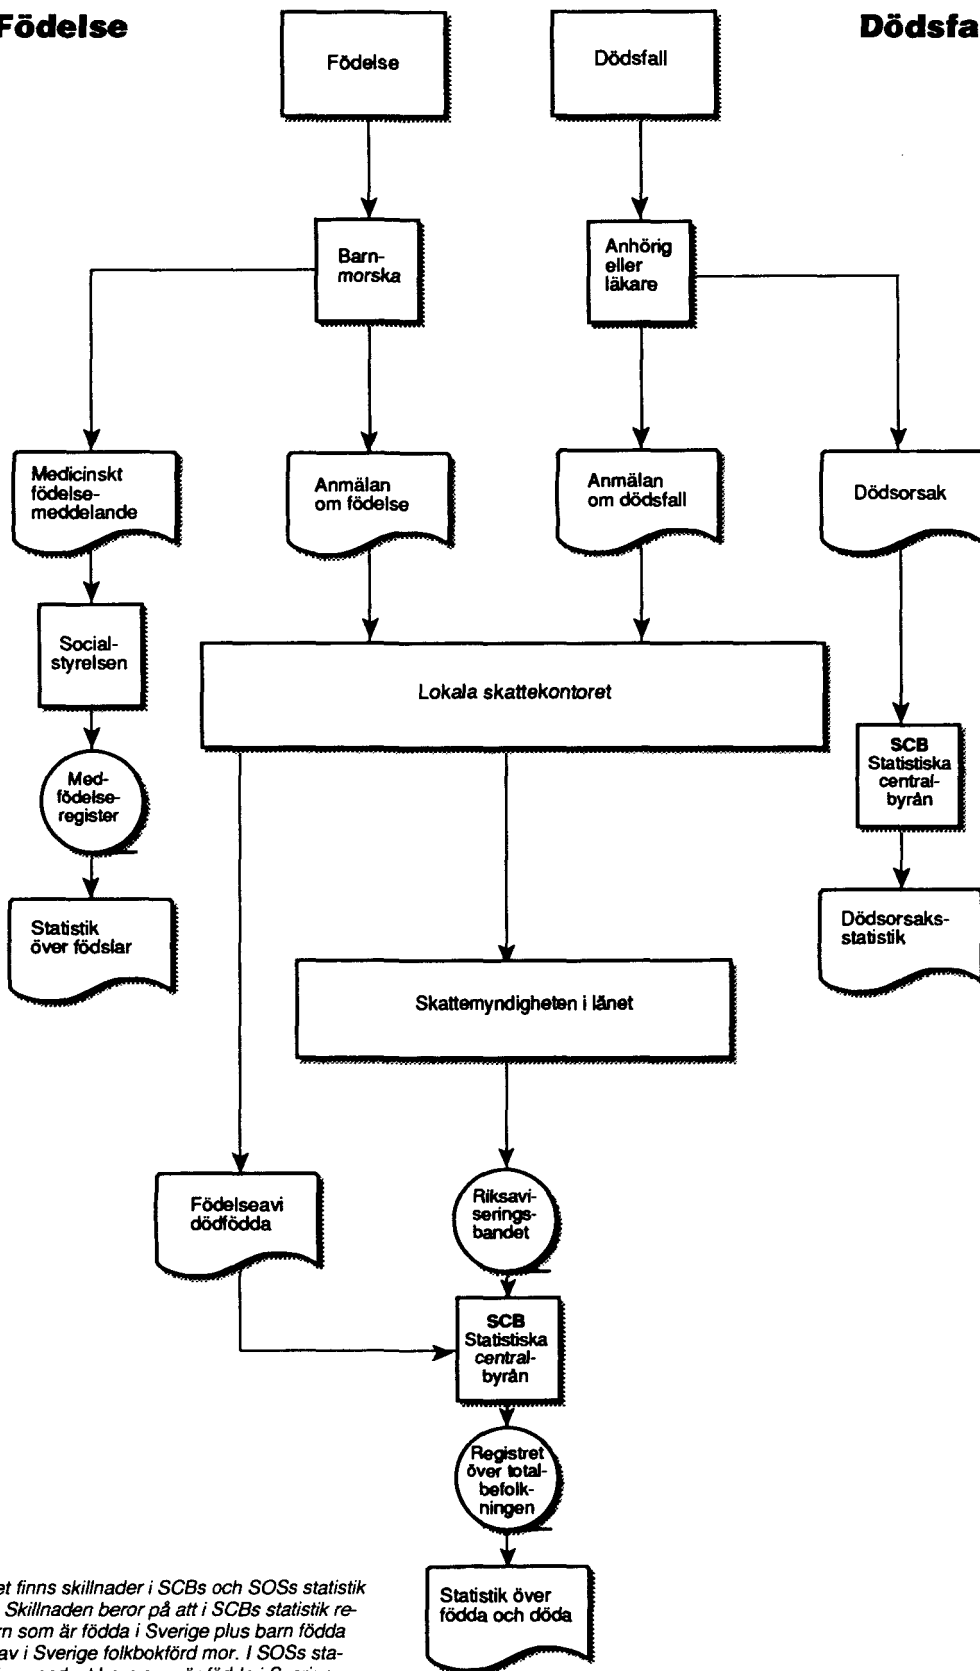 Födelse
Dödsfa
Födelse
Dödsfall
Barn-
morska
Anhörig
eller
läkare
Medicinskt
födelse-
meddelande
Anmälan
om födelse
Anmälan
om dödsfall
Dödsorsak
Social-
styrelsen
Lokala skattekontoret
Med-
födelse-
register
SCB
Statistiska
central-
byrån
Statistik
över födslar
Dödsorsaks-
statistik
Skattemyndigheten i länet
Födelseavi
dödfödda
Riksavi-
serings-
bandet
SCB
Statistiska
central-
byrån
Registret
över total-
befolk-
ningen
Statistik över
födda och döda
et finns skillnader i SCBs och SOSs statistik
Skillnaden beror på att i SCBs statistik re-
rn som är födda i Sverige plus barn födda
av i Sverige folkbokförd mor. I SOSs sta-